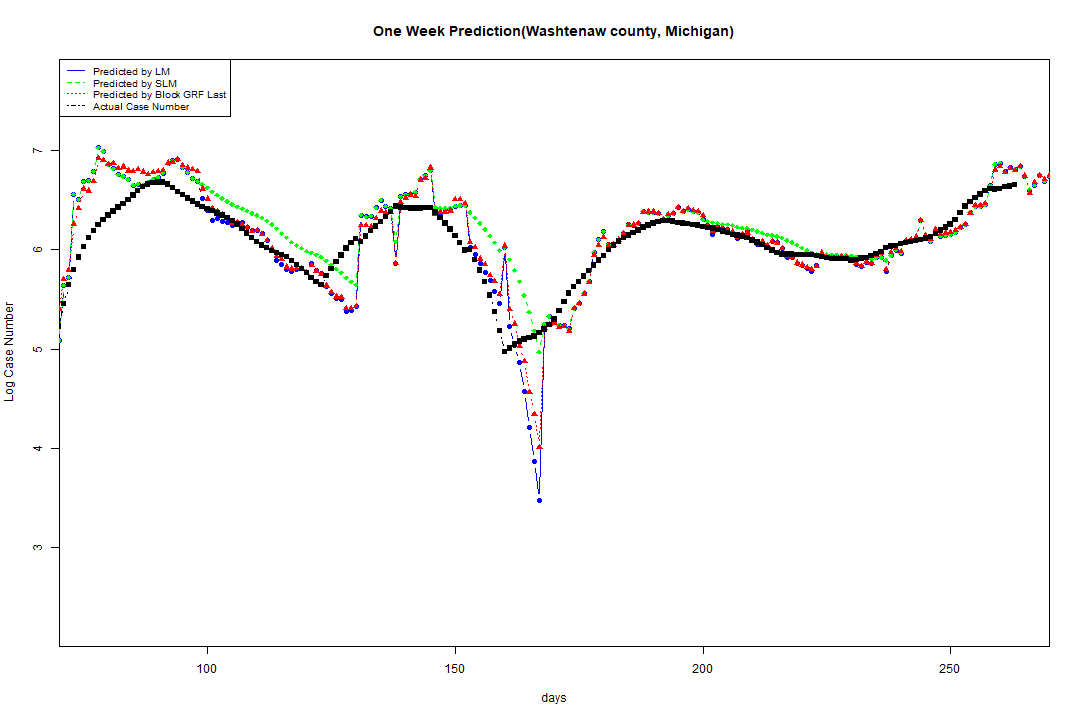 One Week Prediction(Washtenaw county, Michigan)
Predicted by LM
Predicted by SLM
Predicted by Block GRF Last
Actual Case Number
7
6
5
4
3
Log Case Number
100 150 200 250
days